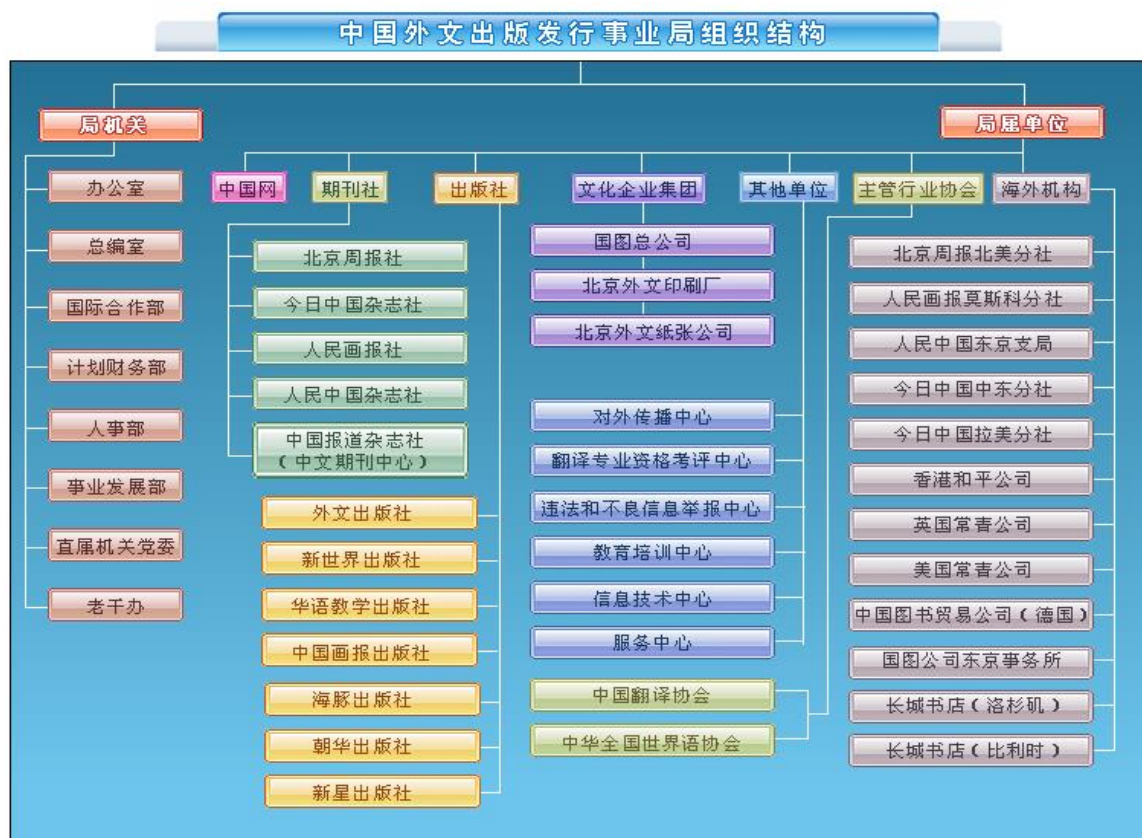 中国外文出版发行事业局组织结构
局机关
局属单位
办公室
总编室
国际合作部
计划财务部
人事部
事业发展部
直属机关党委
老干办
中国网
期刊社
出版社
文化企业集团
其他单位
主管行业协会
海外机构
北京周报社
今日中国杂志社
人民画报社
人民中国杂志社
中国报道杂志社
（中文期刊中心）
外文出版社
新世界出版社
华语教学出版社
中国画报出版社
海豚出版社
朝华出版社
新星出版社
国图总公司
北京外文印刷厂
北京外文纸张公司
对外传播中心
翻译专业资格考评中心
违法和不良信息举报中心
教育培训中心
信息技术中心
服务中心
中国翻译协会
中华全国世界语协会
北京周报北美分社
人民画报莫斯科分社
人民中国东京支局
今日中国中东分社
今日中国拉美分社
香港和平公司
英国常青公司
美国常青公司
中国图书贸易公司（德国）
国图公司东京事务所
长城书店（洛杉矶）
长城书店（比利时）